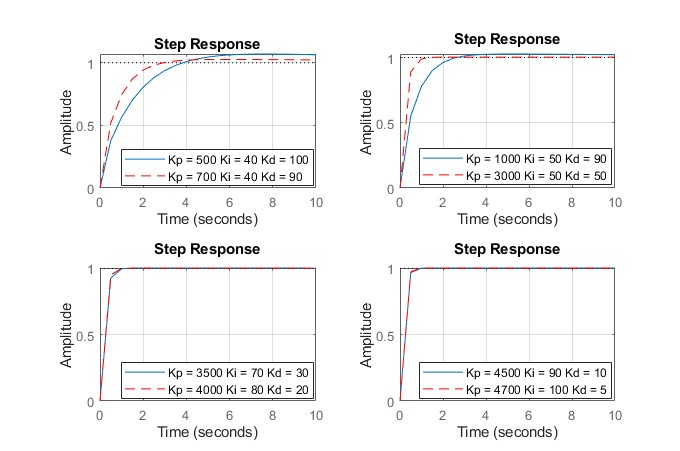 Step Response
Amplitude
1
0.5
0
Kp = 500 Ki = 40 Kd = 100
Kp = 700 Ki = 40 Kd = 90
0 2 4 6 8 10
Time (seconds)
Step Response
Amplitude
1
0.5
0
Kp = 1000 Ki = 50 Kd = 90
Kp = 3000 Ki = 50 Kd = 50
0 2 4 6 8 10
Time (seconds)
Step Response
Amplitude
1
0.5
0
Kp = 3500 Ki = 70 Kd = 30
Kp = 4000 Ki = 80 Kd = 20
0 2 4 6 8 10
Time (seconds)
Step Response
Amplitude
1
0.5
0
Kp = 4500 Ki = 90 Kd = 10
Kp = 4700 Ki = 100 Kd = 5
0 2 4 6 8 10
Time (seconds)